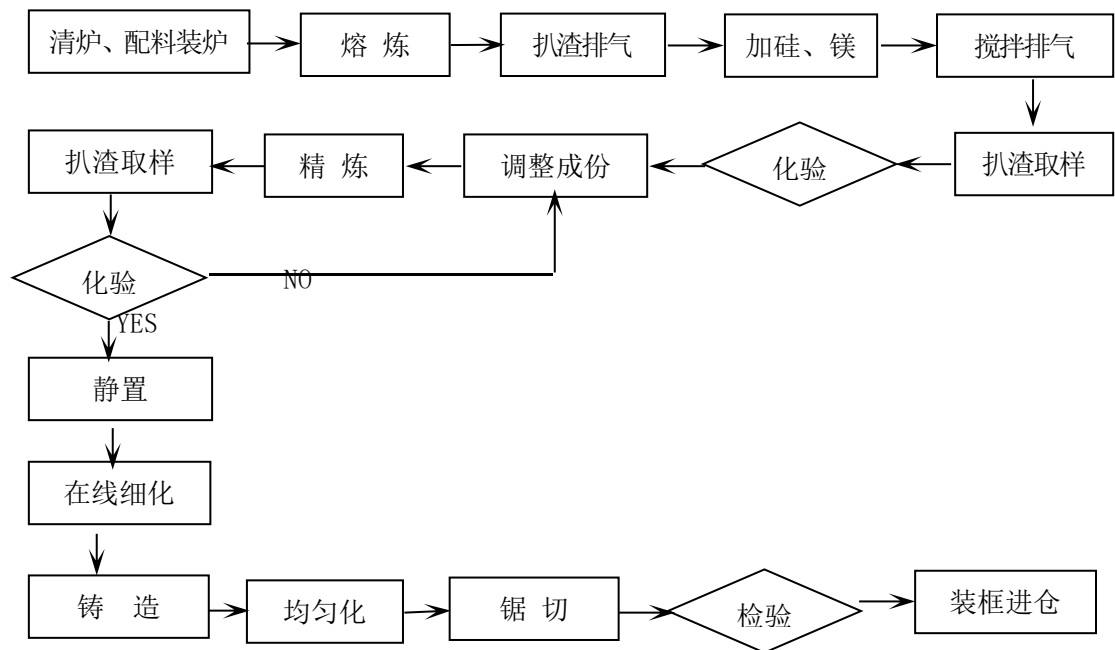 清炉、配料装炉
熔 炼
扒渣排气
加硅、镁
搅拌排气
扒渣取样
化验
调整成份
精 炼
扒渣取样
化验
NO
YES
静置
在线细化
铸 造
均匀化
锯 切
检验
装框进仓